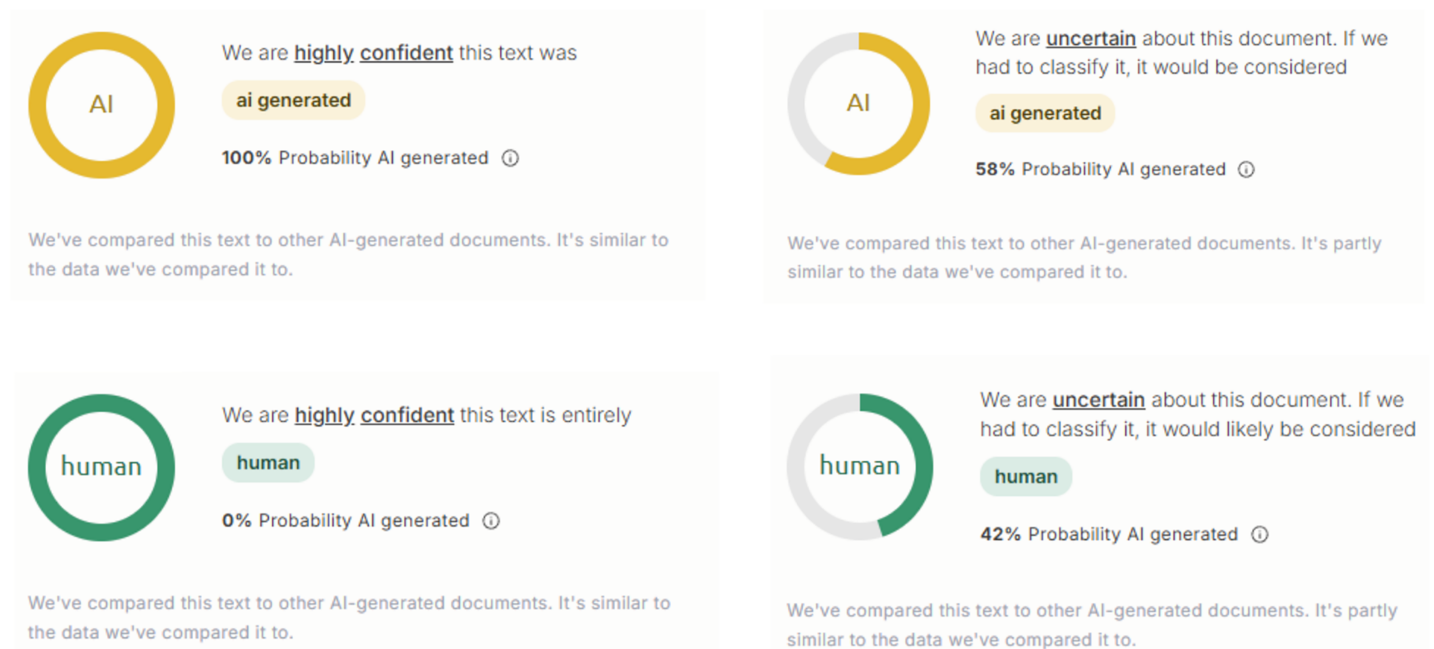 AI
We are highly confident this text was
ai generated
100% Probability AI generated
We've compared this text to other AI-generated documents. It's similar to
the data we've compared it to.
AI
We are uncertain about this document. If we
had to classify it, it would be considered
ai generated
58% Probability AI generated
We've compared this text to other AI-generated documents. It's partly
similar to the data we've compared it to.
human
We are highly confident this text is entirely
human
0% Probability AI generated
We've compared this text to other AI-generated documents. It's similar to
the data we've compared it to.
human
We are uncertain about this document. If we
had to classify it, it would likely be considered
human
42% Probability AI generated
We've compared this text to other AI-generated documents. It's partly
similar to the data we've compared it to.